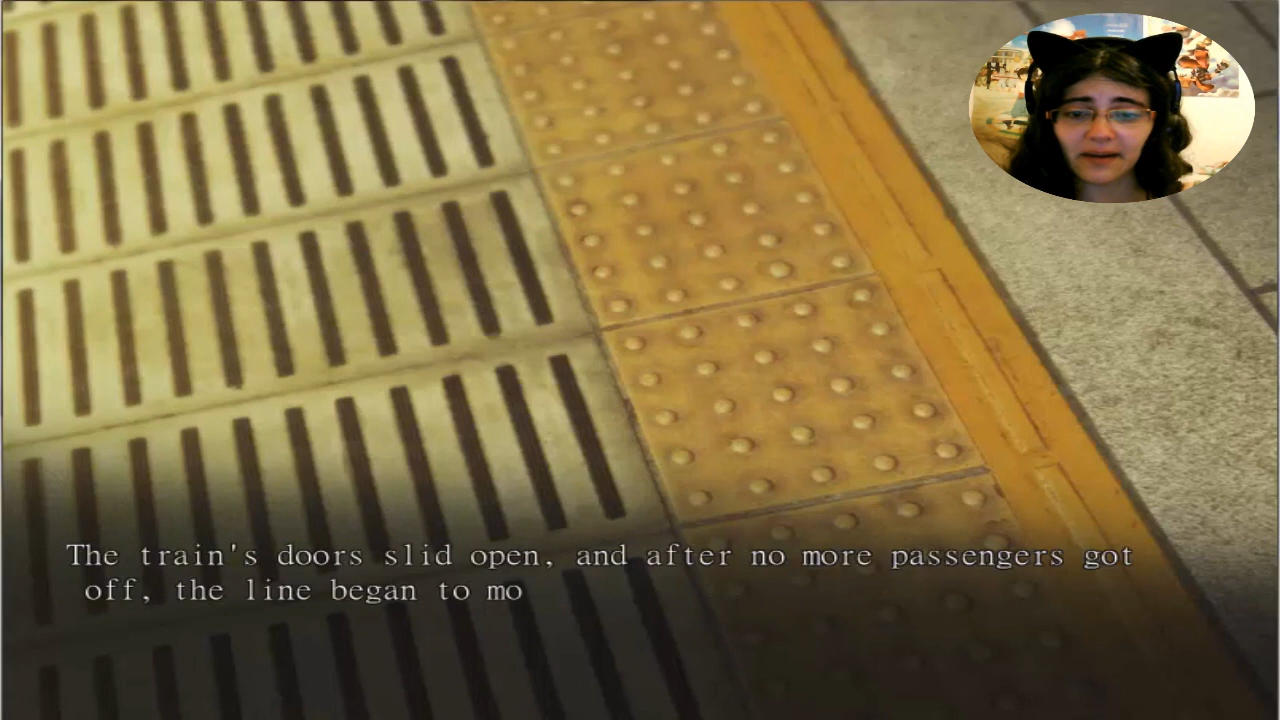 The train's doors slid open, and after no more passengers got
off, the line began to mo